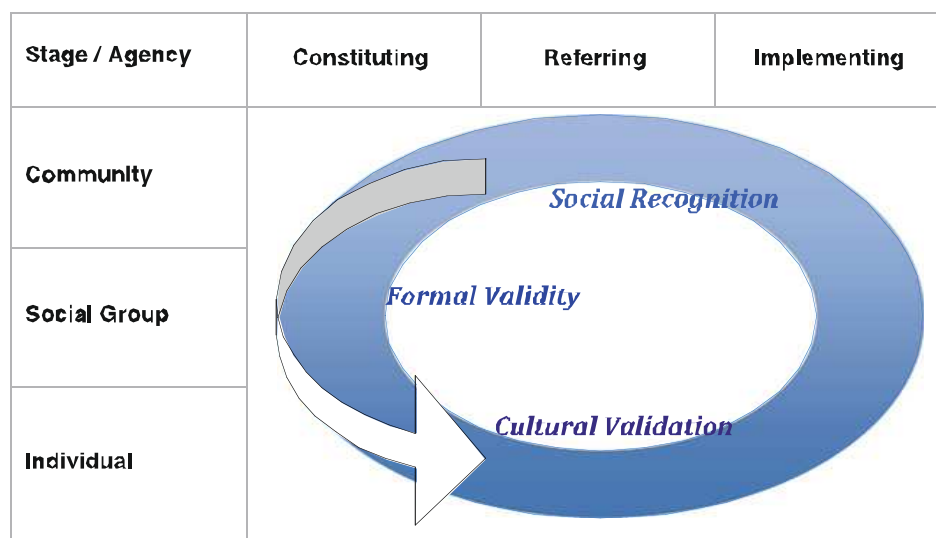 Stage / Agency
Constituting
Referring
Implementing
Community
Social Recognition
Social Group
Formal Validity
Individual
Cultural Validation